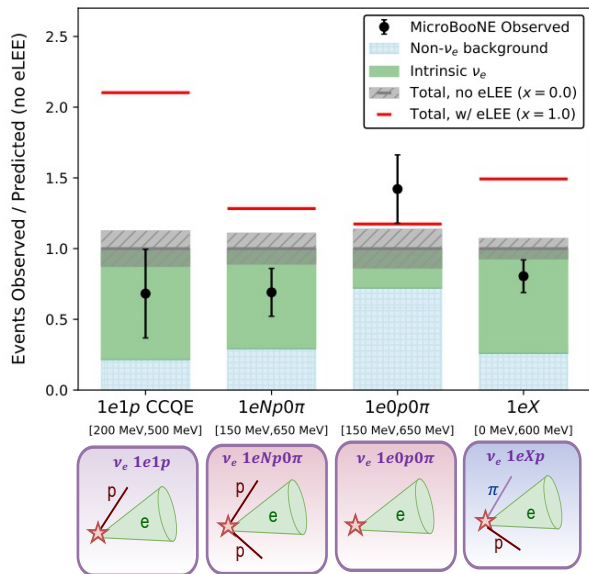 Events Observed / Predicted (no eLEE)
2.5
2.0
1.5
1.0
0.5
0.0
MicroBooNE Observed
Non-νe background
Intrinsic νe
Total, no eLEE (x = 0.0)
Total, w/ eLEE (x = 1.0)
1e1p CCQE 1eNp0π 1e0p0π 1eX
[200 MeV,500 MeV] [150 MeV,650 MeV] [150 MeV,650 MeV] [0 MeV,600 MeV]
νe 1e1p νe 1eNp0π νe 1e0p0π νe 1eXp
p e
p e p
e
π e p